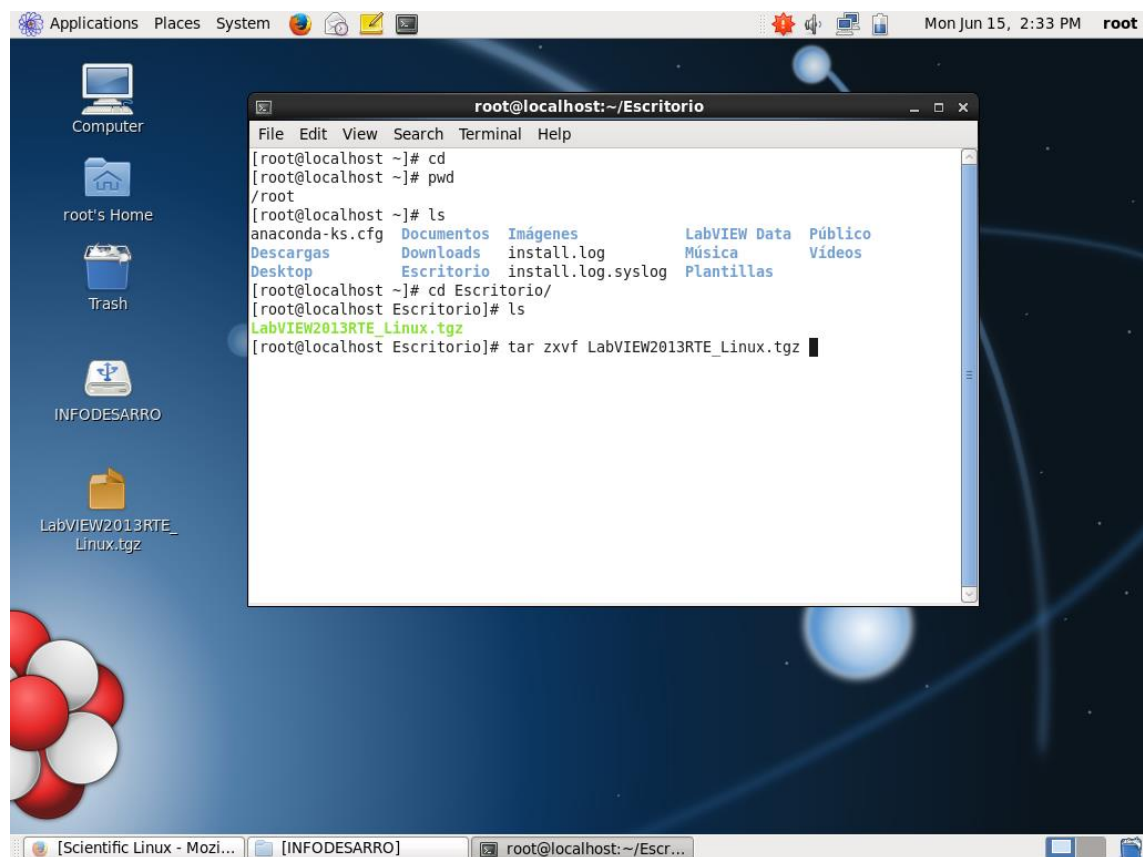 Applications Places System Mon Jun 15, 2:33 PM root
Computer
root's Home
Trash
INFODESARRO
LabVIEW2013RTE_
Linux.tgz
root@localhost:~/Escritorio
File Edit View Search Terminal Help
[root@localhost ~]# cd
[root@localhost ~]# pwd
/root
[root@localhost ~]# ls
anaconda-ks.cfg Documentos Imágenes LabVIEW Data Público
Descargas Downloads install.log Música Vídeos
Desktop Escritorio install.log.syslog Plantillas
[root@localhost ~]# cd Escritorio/
[root@localhost Escritorio]# ls
LabVIEW2013RTE_Linux.tgz
[root@localhost Escritorio]# tar zxvf LabVIEW2013RTE_Linux.tgz
[Scientific Linux - Mozi... [INFODESARRO] root@localhost:~/Escr...